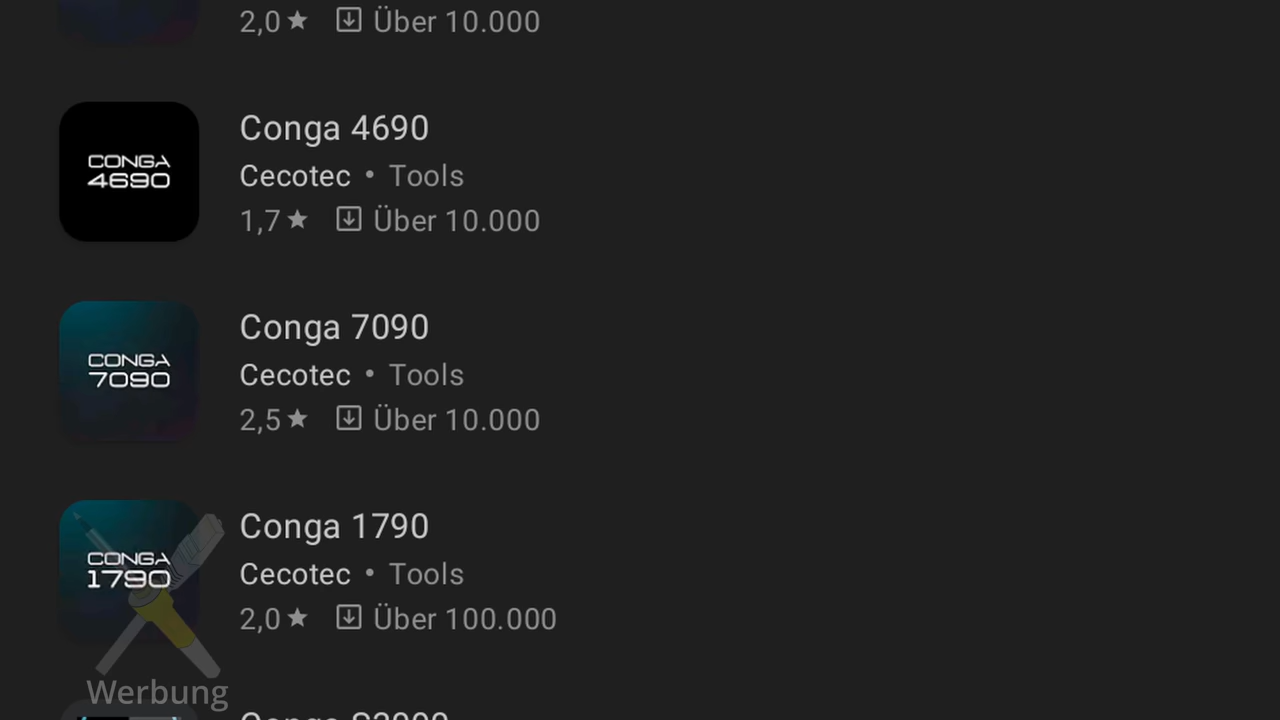 2,0★ Über 10.000
CONGA
4690
Conga 4690
Cecotec • Tools
1,7★ Über 10.000
CONGA
7090
Conga 7090
Cecotec • Tools
2,5★ Über 10.000
CONGA
1790
Conga 1790
Cecotec • Tools
2,0★ Über 100.000
Werbung
Conga